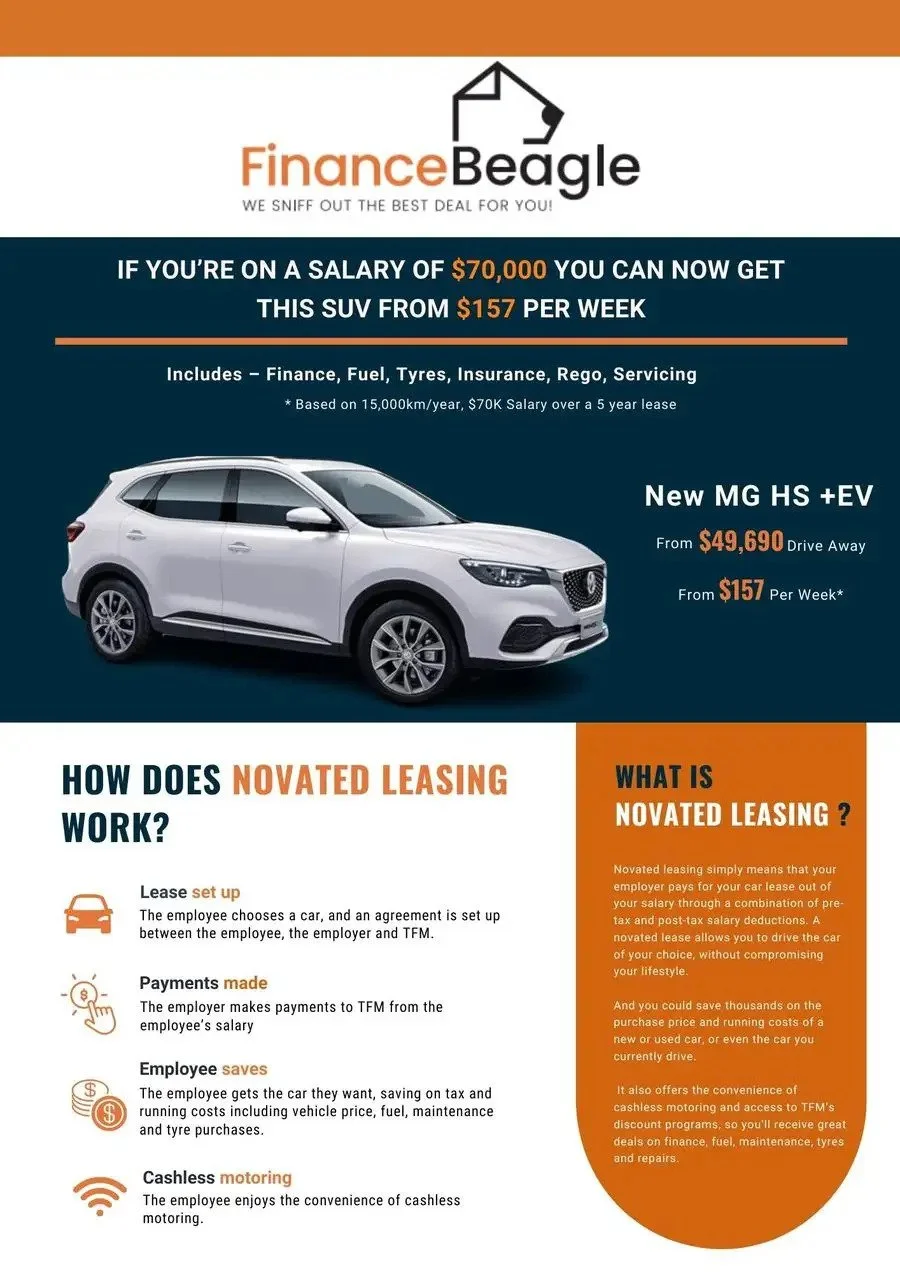 FinanceBeagle
WE SNIFF OUT THE BEST DEAL FOR YOU!
IF YOU'RE ON A SALARY OF $70,000 YOU CAN NOW GET
THIS SUV FROM $157 PER WEEK
Includes – Finance, Fuel, Tyres, Insurance, Rego, Servicing
* Based on 15,000km/year, $70K Salary over a 5 year lease
New MG HS +EV
From $49,690 Drive Away
From $157 Per Week*
HOW DOES NOVATED LEASING
WORK?
Lease set up
The employee chooses a car, and an agreement is set up
between the employee, the employer and TFM.
Payments made
The employer makes payments to TFM from the
employee's salary
Employee saves
The employee gets the car they want, saving on tax and
running costs including vehicle price, fuel, maintenance
and tyre purchases.
Cashless motoring
The employee enjoys the convenience of cashless
motoring.
WHAT IS
NOVATED LEASING ?
Novated leasing simply means that your
employer pays for your car lease out of
your salary through a combination of pre-
tax and post-tax salary deductions. A
novated lease allows you to drive the car
of your choice, without compromising
your lifestyle.
And you could save thousands on the
purchase price and running costs of a
new or used car, or even the car you
currently drive.
It also offers the convenience of
cashless motoring and access to TFM's
discount programs, so you'll receive great
deals on finance, fuel, maintenance, tyres
and repairs.